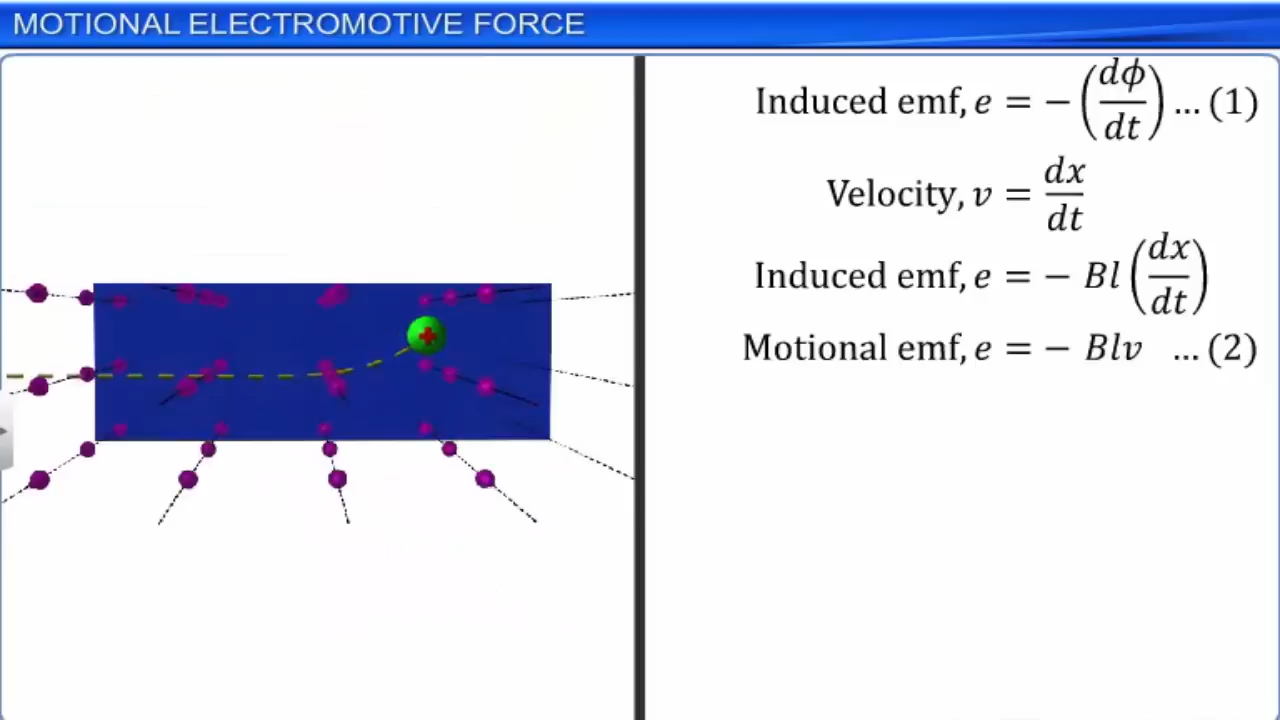 MOTIONAL ELECTROMOTIVE FORCE
Induced emf, e = − (dϕ/dt) ... (1)
Velocity, v = dx/dt
Induced emf, e = − Bl (dx/dt)
Motional emf, e = − Blv ... (2)
+